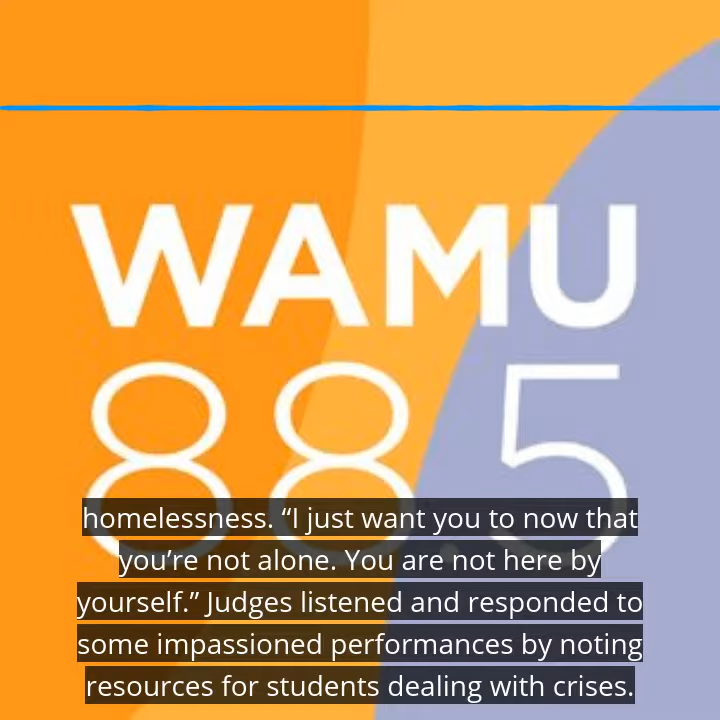 WAMU
88.5
homelessness. “I just want you to now that
you’re not alone. You are not here by
yourself.” Judges listened and responded to
some impassioned performances by noting
resources for students dealing with crises.